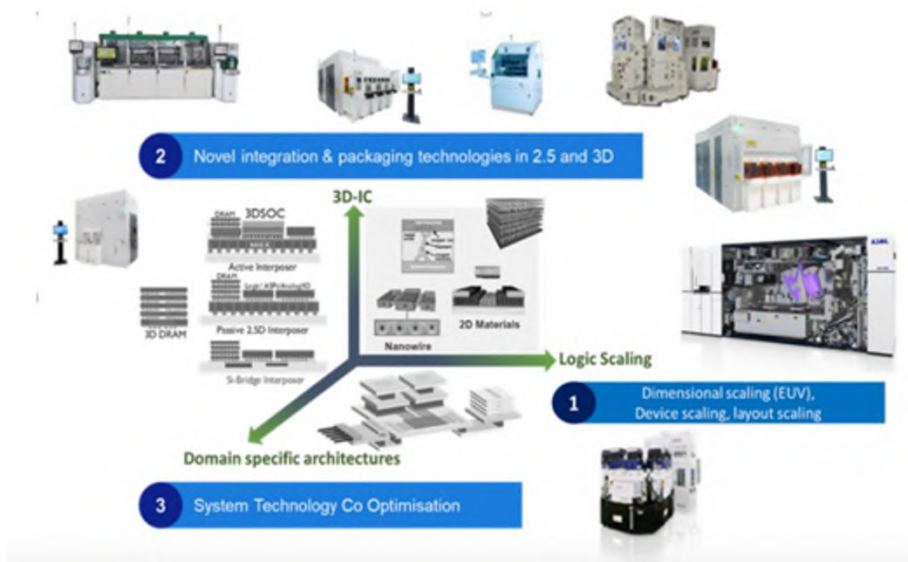 2 Novel integration & packaging technologies in 2.5 and 3D
3D-IC
DRAM 3DSOC
Active Interposer
DRAM
Passive 2.5D Interposer
3D DRAM
Si-Bridge Interposer
2D Materials
Nanowire
Logic Scaling
1 Dimensional scaling (EUV),
Device scaling, layout scaling
Domain specific architectures
3 System Technology Co Optimisation
ASML